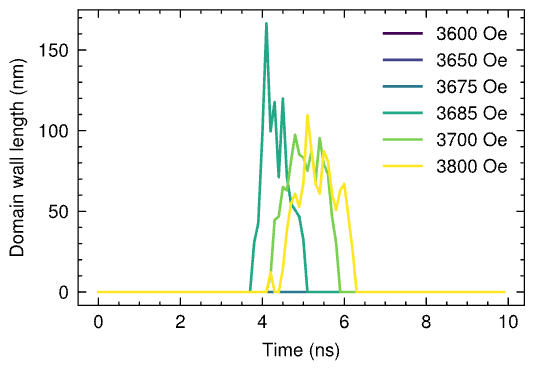 Domain wall length (nm)
150
100
50
0
0 2 4 6 8 10
Time (ns)
3600 Oe
3650 Oe
3675 Oe
3685 Oe
3700 Oe
3800 Oe